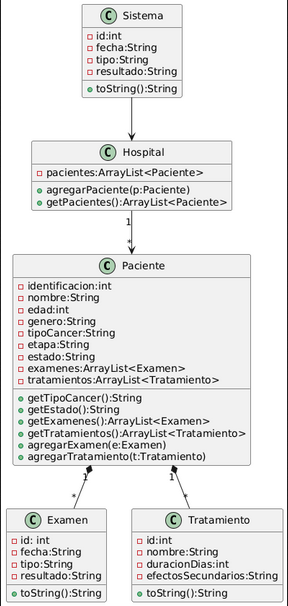 C Sistema
id:int
fecha:String
tipo:String
resultado:String
toString():String
C Hospital
pacientes:ArrayList<Paciente>
agregarPaciente(p:Paciente)
getPacientes():ArrayList<Paciente>
1
*
C Paciente
identificacion:int
nombre:String
edad:int
genero:String
tipoCancer:String
etapa:String
estado:String
examenes:ArrayList<Examen>
tratamientos:ArrayList<Tratamiento>
getTipoCancer():String
getEstado():String
getExamenes():ArrayList<Examen>
getTratamientos():ArrayList<Tratamiento>
agregarExamen(e:Examen)
agregarTratamiento(t:Tratamiento)
1 1
* *
C Examen
id: int
fecha:String
tipo:String
resultado:String
toString():String
C Tratamiento
id:int
nombre:String
duracionDias:int
efectosSecundarios:String
toString():String